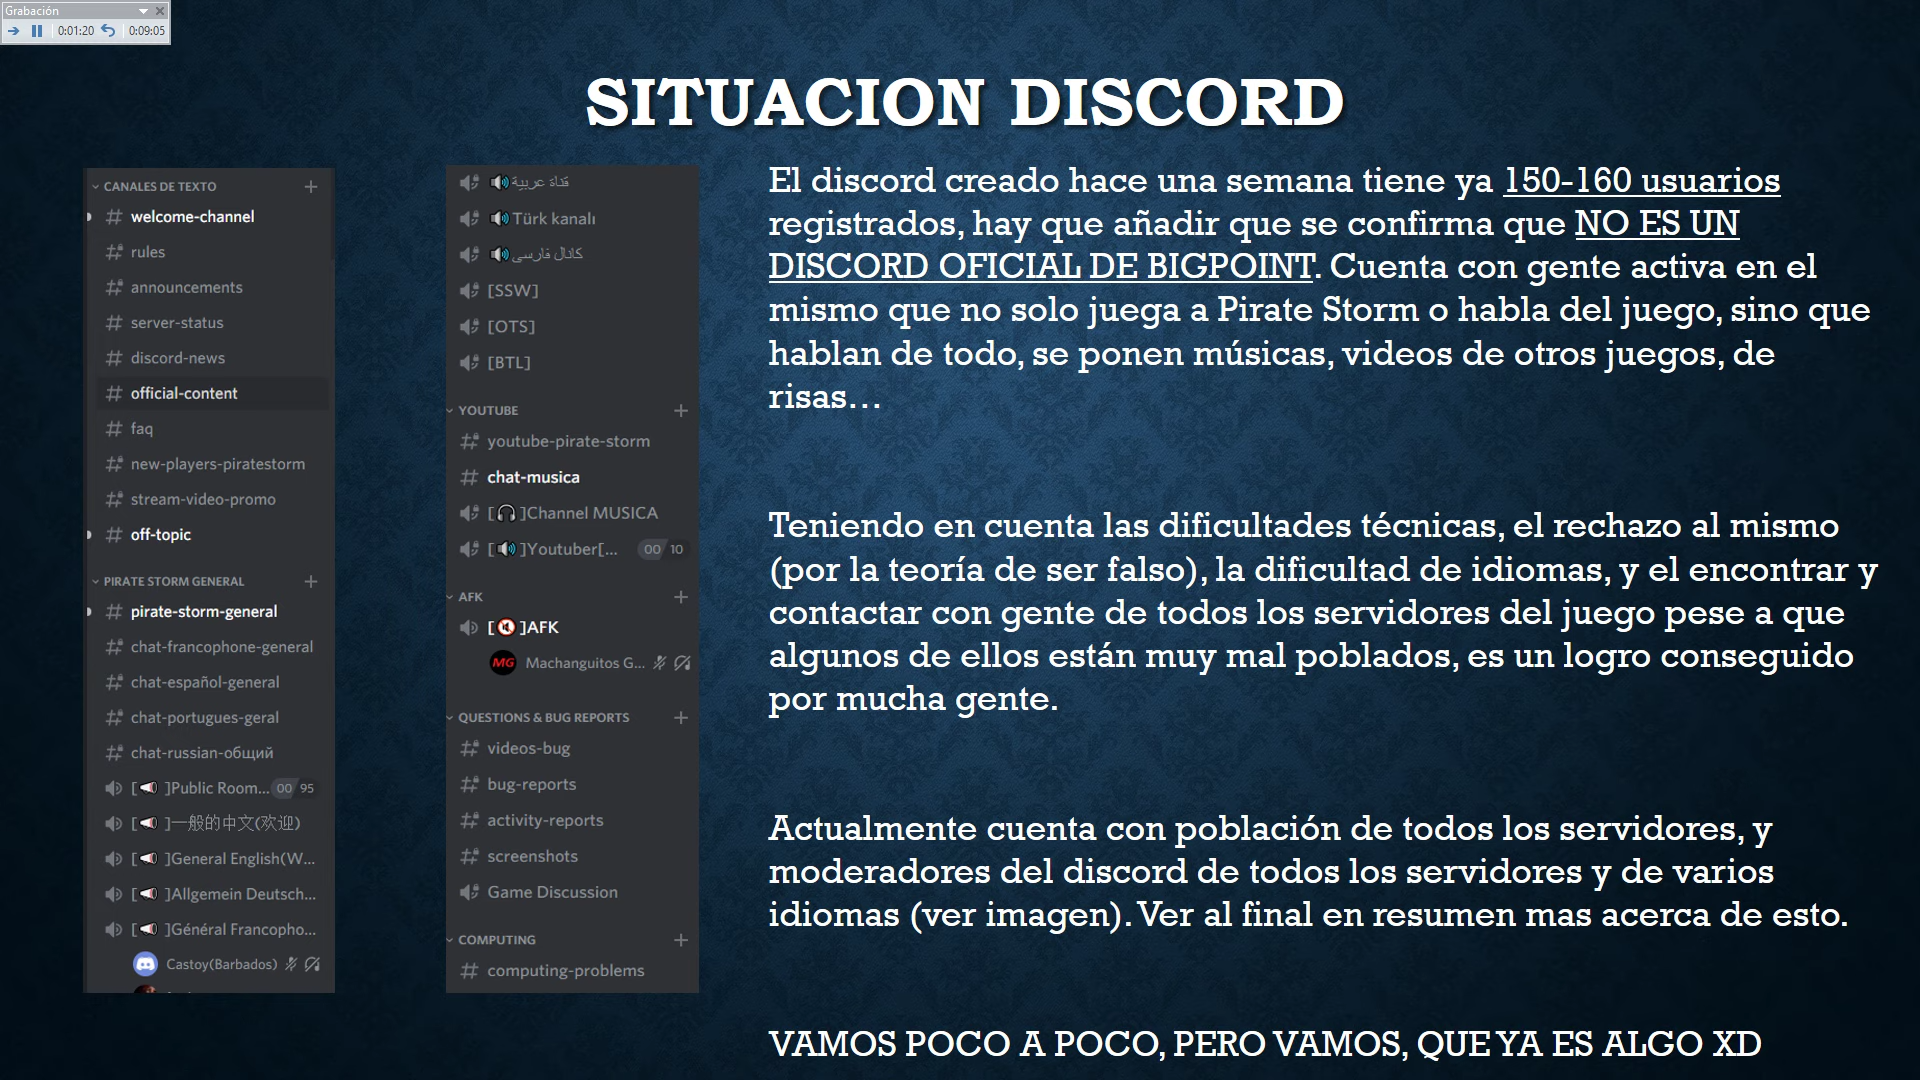 Grabación
0:01:20 0:09:05
SITUACION DISCORD
CANALES DE TEXTO
welcome-channel
rules
announcements
server-status
discord-news
official-content
faq
new-players-piratestorm
stream-video-promo
off-topic
PIRATE STORM GENERAL
pirate-storm-general
chat-francophone-general
chat-español-general
chat-portugues-geral
chat-russian-общий
[📢 ]Public Room... 00 95
[📢 ]一般的中文(欢迎)
[📢 ]General English(W...
[📢 ]Allgemein Deutsch...
[📢 ]Général Francopho...
Castoy(Barbados)
🔊قناة عربية
🔊Türk kanalı
🔊کانال فارسی
[SSW]
[OTS]
[BTL]
YOUTUBE
youtube-pirate-storm
chat-musica
[🎧 ]Channel MUSICA
[🔊 ]Youtuber[... 00 10
AFK
[🔇 ]AFK
MG Machanguitos G...
QUESTIONS & BUG REPORTS
videos-bug
bug-reports
activity-reports
screenshots
Game Discussion
COMPUTING
computing-problems
El discord creado hace una semana tiene ya 150-160 usuarios
registrados, hay que añadir que se confirma que NO ES UN
DISCORD OFICIAL DE BIGPOINT. Cuenta con gente activa en el
mismo que no solo juega a Pirate Storm o habla del juego, sino que
hablan de todo, se ponen músicas, videos de otros juegos, de
risas…
Teniendo en cuenta las dificultades técnicas, el rechazo al mismo
(por la teoría de ser falso), la dificultad de idiomas, y el encontrar y
contactar con gente de todos los servidores del juego pese a que
algunos de ellos están muy mal poblados, es un logro conseguido
por mucha gente.
Actualmente cuenta con población de todos los servidores, y
moderadores del discord de todos los servidores y de varios
idiomas (ver imagen). Ver al final en resumen mas acerca de esto.
VAMOS POCO A POCO, PERO VAMOS, QUE YA ES ALGO XD